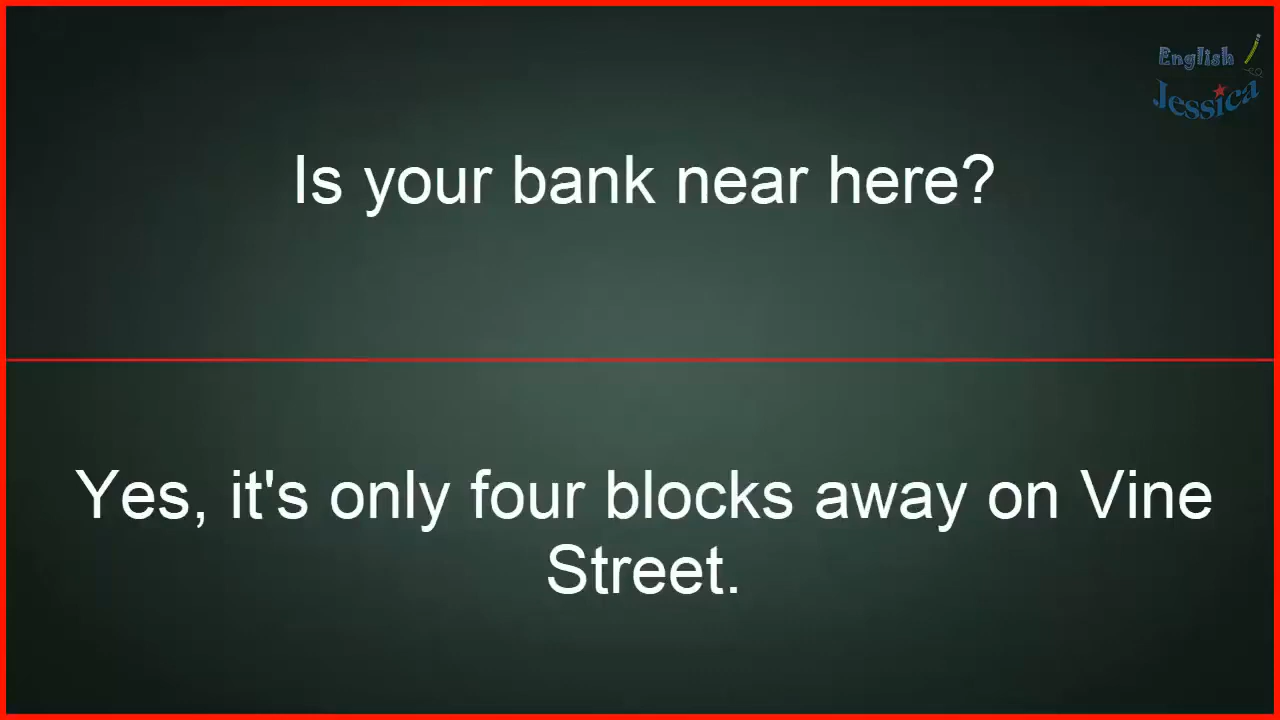 English
Jessica
Is your bank near here?
Yes, it's only four blocks away on Vine
Street.